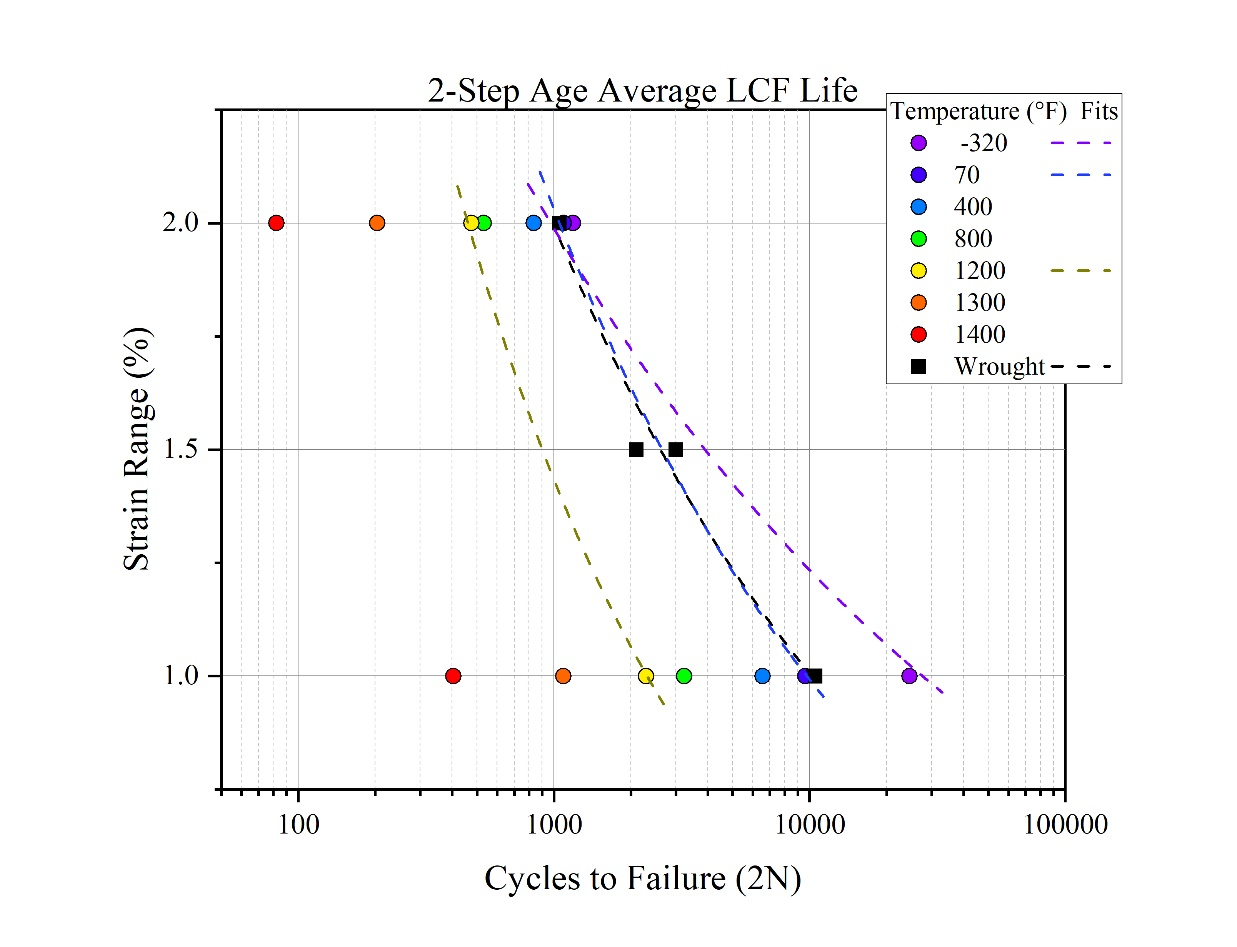 2-Step Age Average LCF Life
Temperature (°F) Fits
-320
70
400
800
1200
1300
1400
Wrought
2.0
1.5
1.0
Strain Range (%)
100 1000 10000 100000
Cycles to Failure (2N)